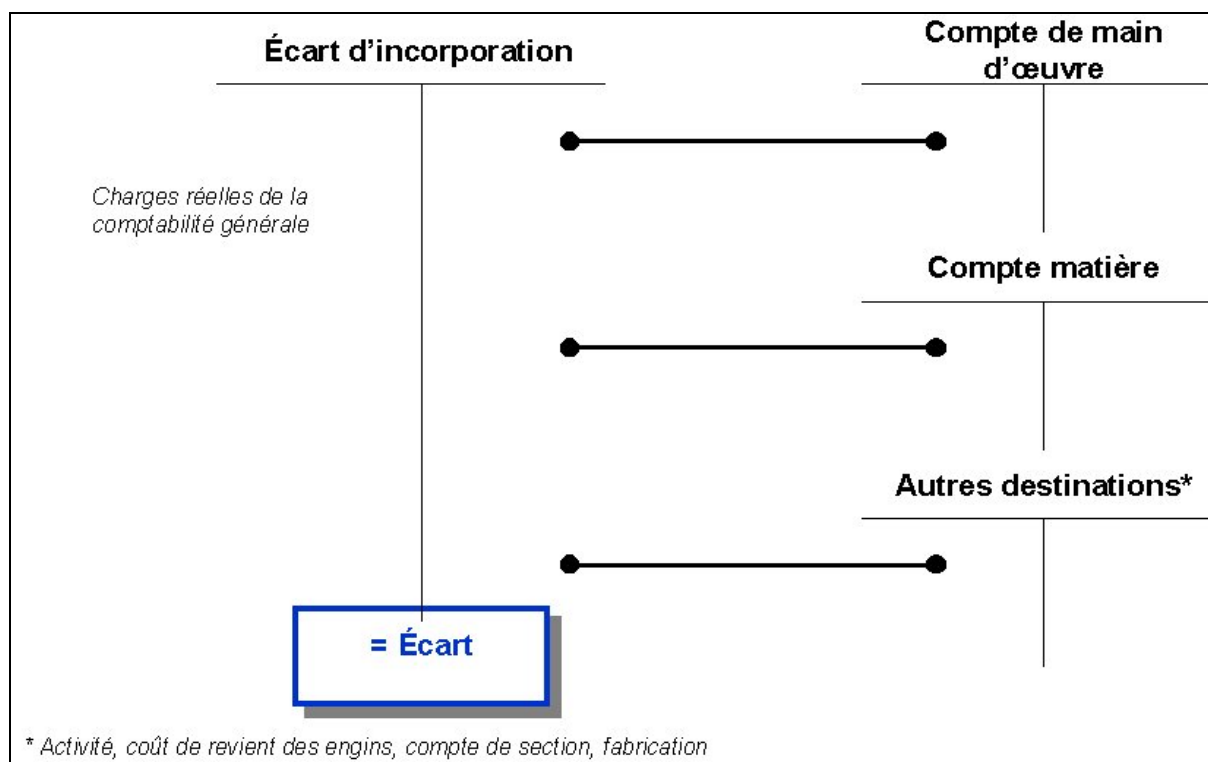 Écart d’incorporation
Compte de main
d’œuvre
Charges réelles de la
comptabilité générale
Compte matière
Autres destinations*
= Écart
* Activité, coût de revient des engins, compte de section, fabrication